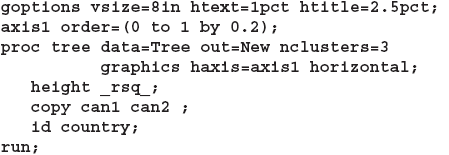 goptions vsize=8in htext=1pct htitle=2.5pct;
axis1 order=(0 to 1 by 0.2);
proc tree data=Tree out=New nclusters=3
graphics haxis=axis1 horizontal;
height _rsq_;
copy can1 can2 ;
id country;
run;